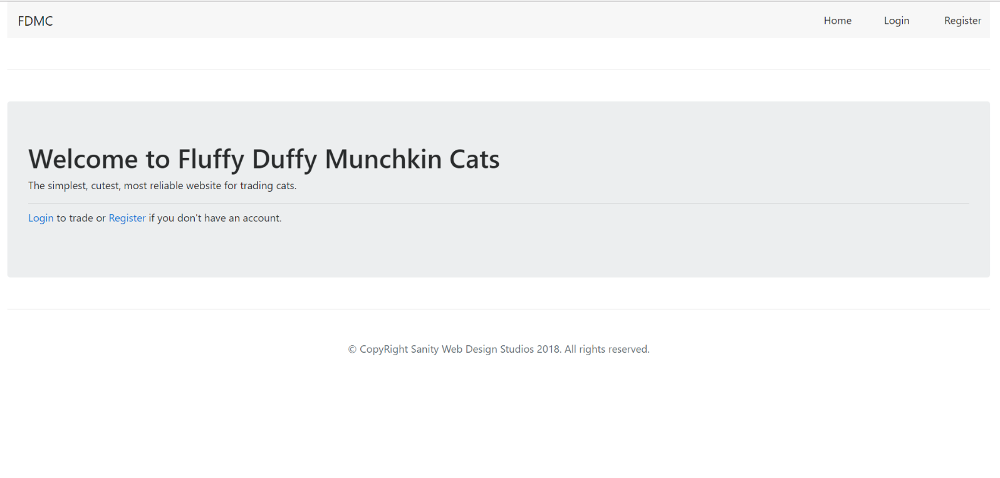 FDMC Home Login Register
Welcome to Fluffy Duffy Munchkin Cats
The simplest, cutest, most reliable website for trading cats.
Login to trade or Register if you don't have an account.
© CopyRight Sanity Web Design Studios 2018. All rights reserved.